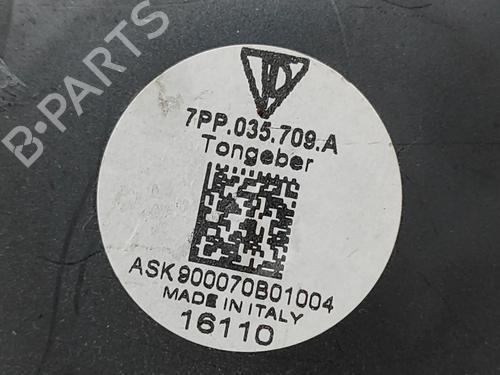 B-PARTS
7PP.035.709.A
Tongeber
ASK900070B01004
MADE IN ITALY
16110